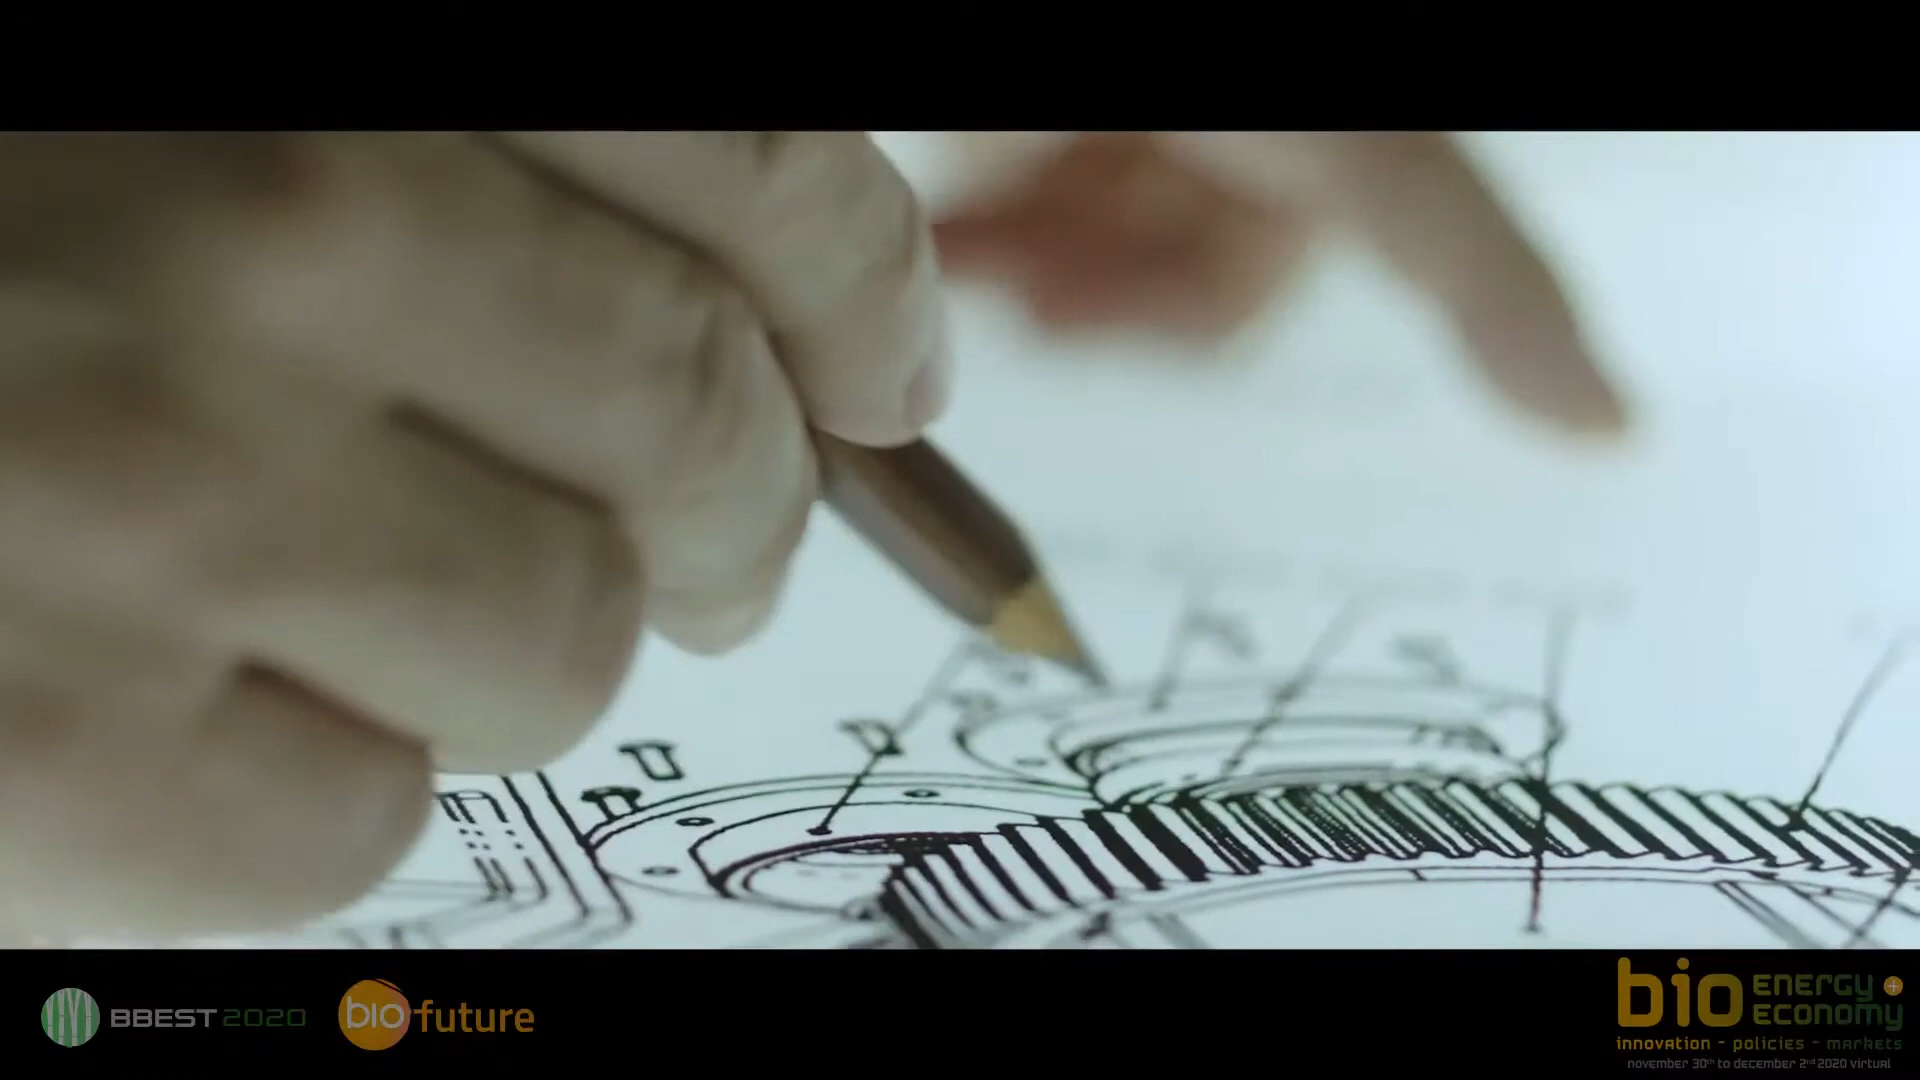 BBEST 2020
bio future
bio ENERGY +
ECONOMY
innovation - policies - markets
november 30th to december 2nd 2020 virtual